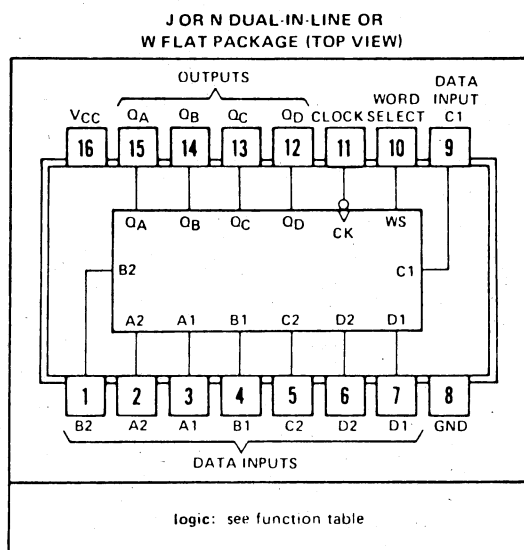 J OR N DUAL-IN-LINE OR
W FLAT PACKAGE (TOP VIEW)
OUTPUTS
DATA
INPUT
C1
WORD
SELECT
VCC QA QB QC QD CLOCK
16 15 14 13 12 11 10 9
QA QB QC QD CK WS
B2 C1
A2 A1 B1 C2 D2 D1
1 2 3 4 5 6 7 8
B2 A2 A1 B1 C2 D2 D1 GND
DATA INPUTS
logic: see function table